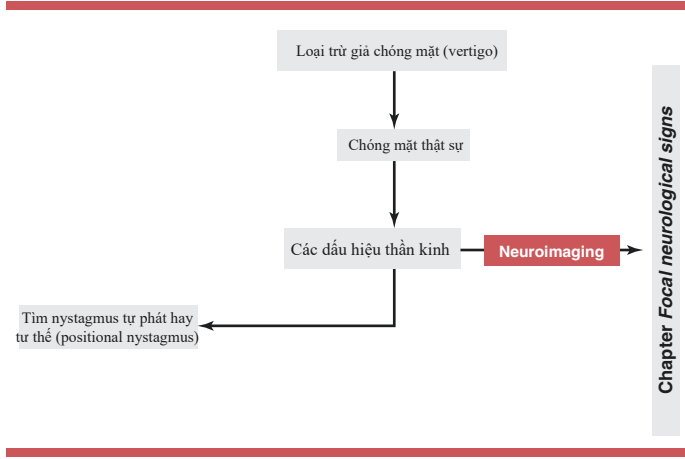 Loại trừ giả chóng mặt (vertigo)
Chóng mặt thật sự
Các dấu hiệu thần kinh
Neuroimaging
Chapter Focal neurological signs
Tìm nystagmus tự phát hay
tư thế (positional nystagmus)